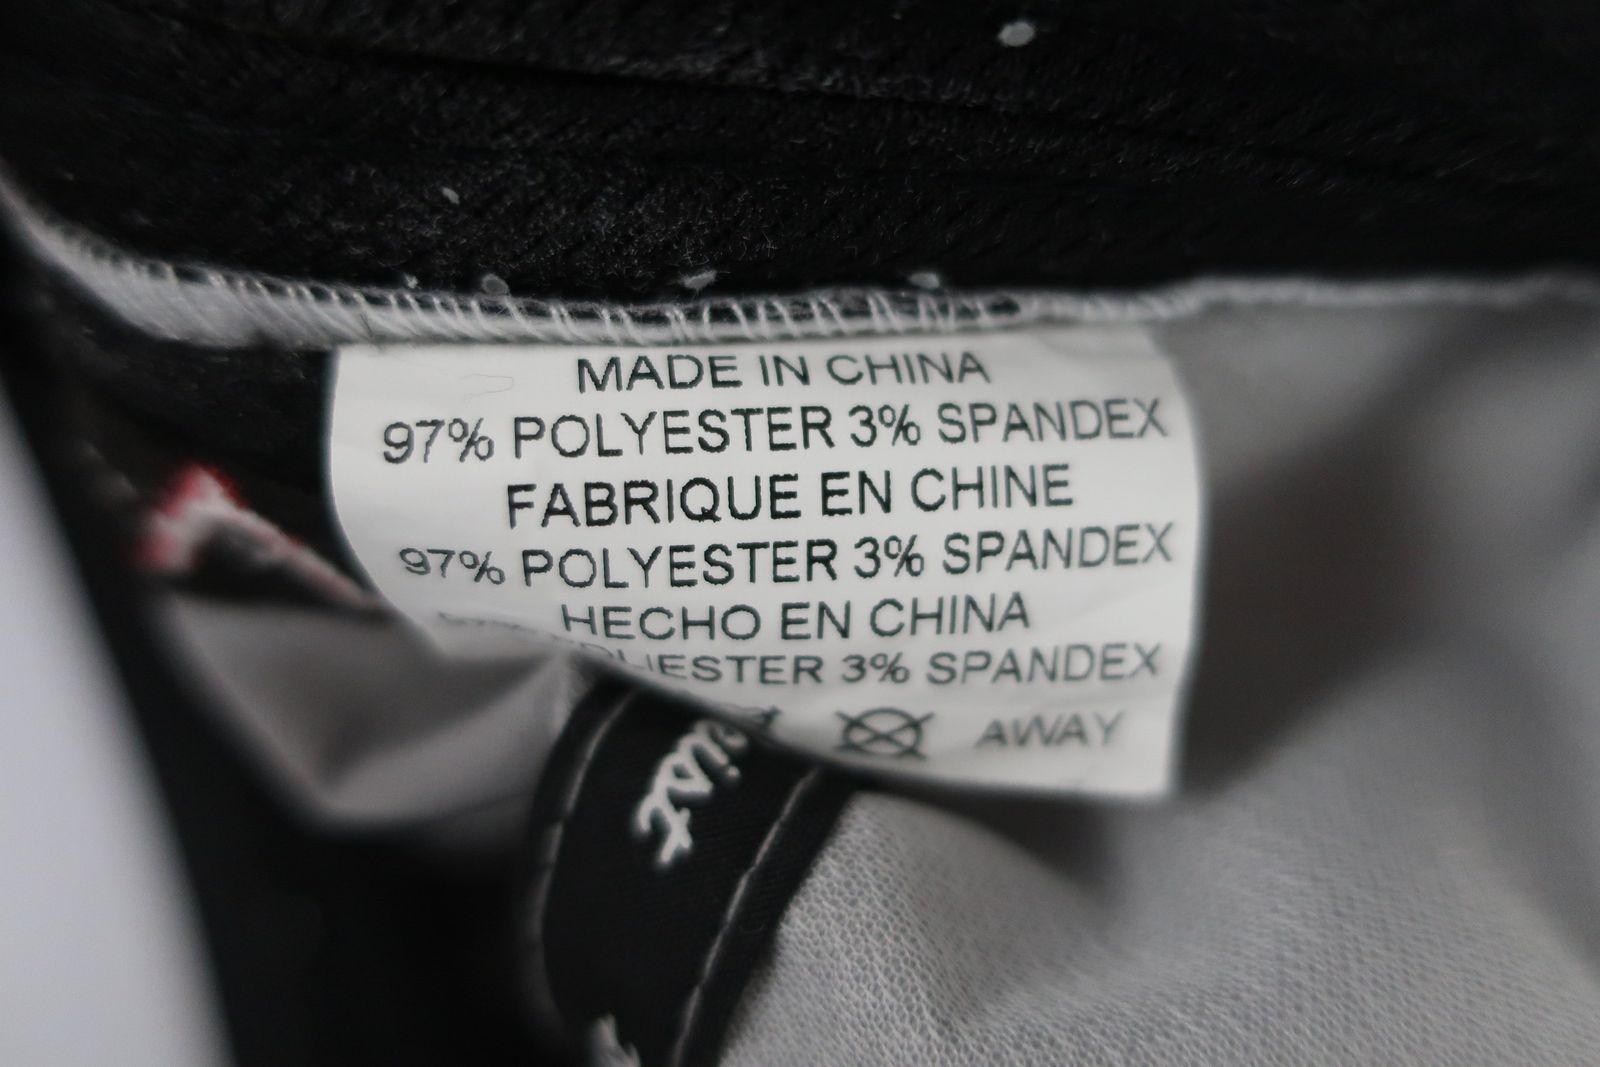 MADE IN CHINA
97% POLYESTER 3% SPANDEX
FABRIQUE EN CHINE
97% POLYESTER 3% SPANDEX
HECHO EN CHINA
3% SPANDEX
AWAY